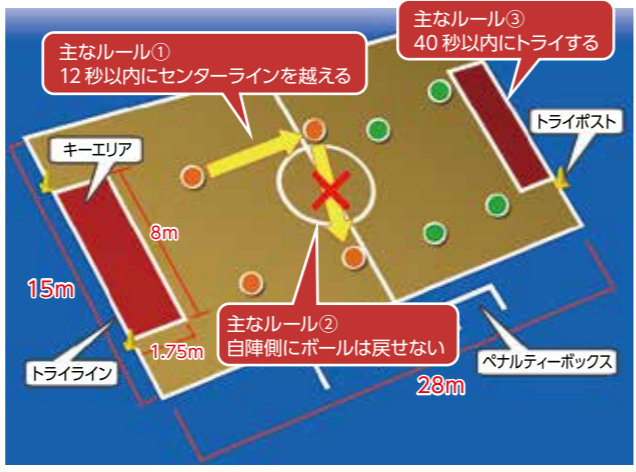 主なルール①
12秒以内にセンターラインを越える
主なルール③
40秒以内にトライする
トライポスト
キーエリア
8m
15m
1.75m
トライライン
主なルール②
自陣側にボールは戻せない
ペナルティーボックス
28m